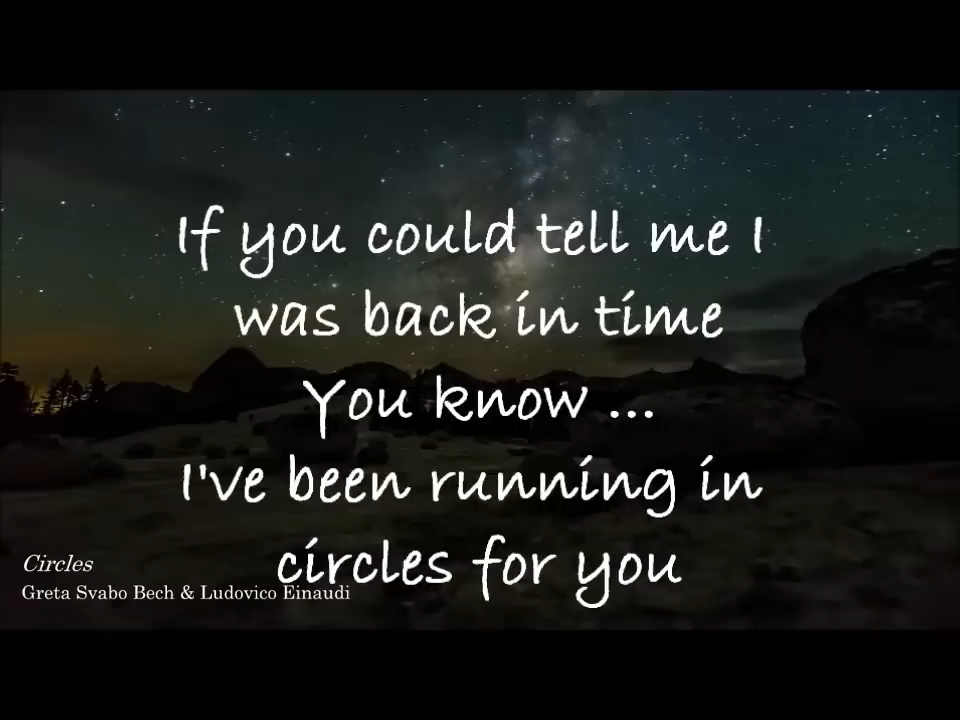 If you could tell me I
was back in time
You know ...
I've been running in
circles for you
Circles
Greta Svabo Bech & Ludovico Einaudi